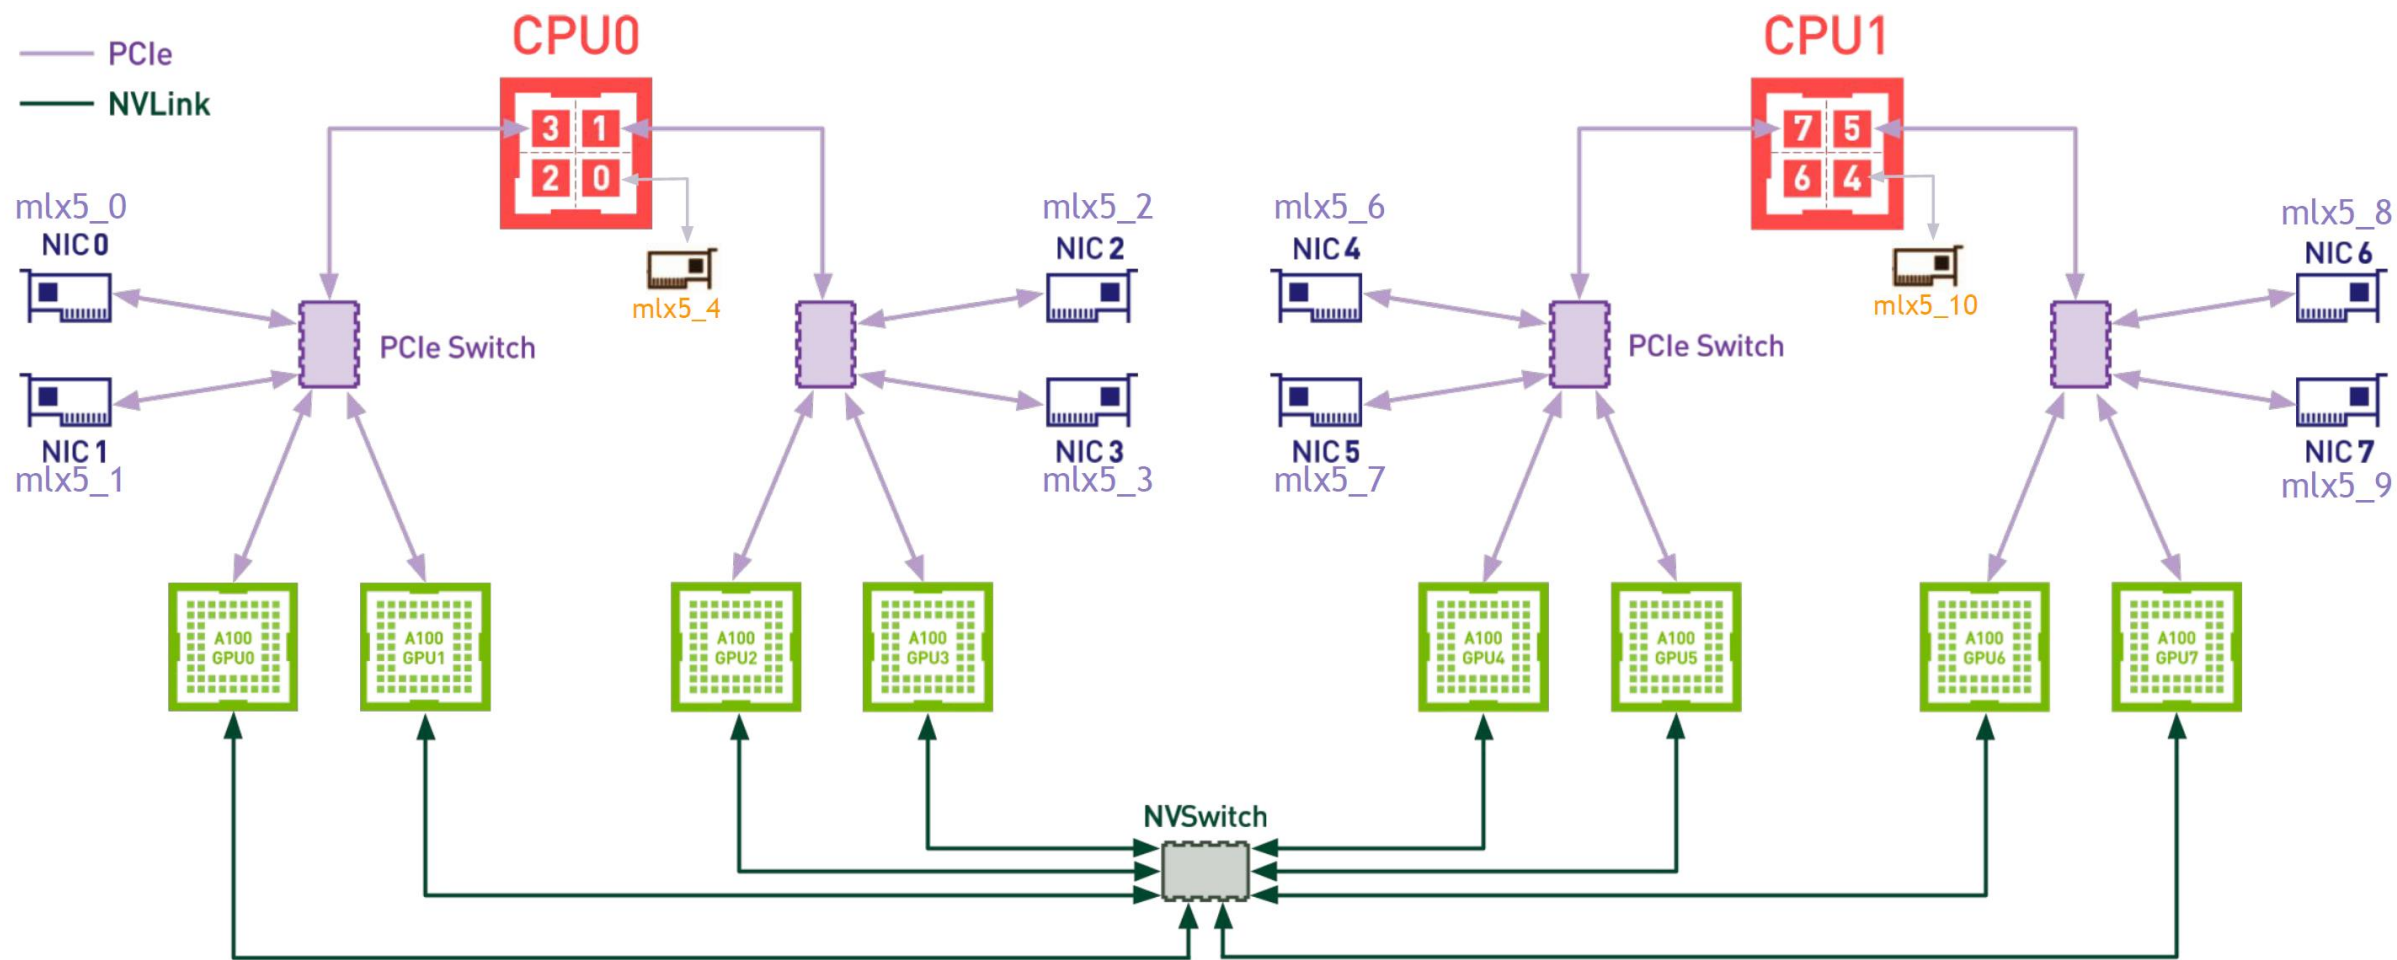 CPU0
CPU1
PCIe
NVLink
3 1
2 0
7 5
6 4
mlx5_0
NIC0
mlx5_2
NIC 2
mlx5_6
NIC 4
mlx5_8
NIC 6
mlx5_4
mlx5_10
PCIe Switch
PCIe Switch
NIC 1
mlx5_1
NIC 3
mlx5_3
NIC 5
mlx5_7
NIC 7
mlx5_9
A100
GPU0
A100
GPU1
A100
GPU2
A100
GPU3
A100
GPU4
A100
GPU5
A100
GPU6
A100
GPU7
NVSwitch